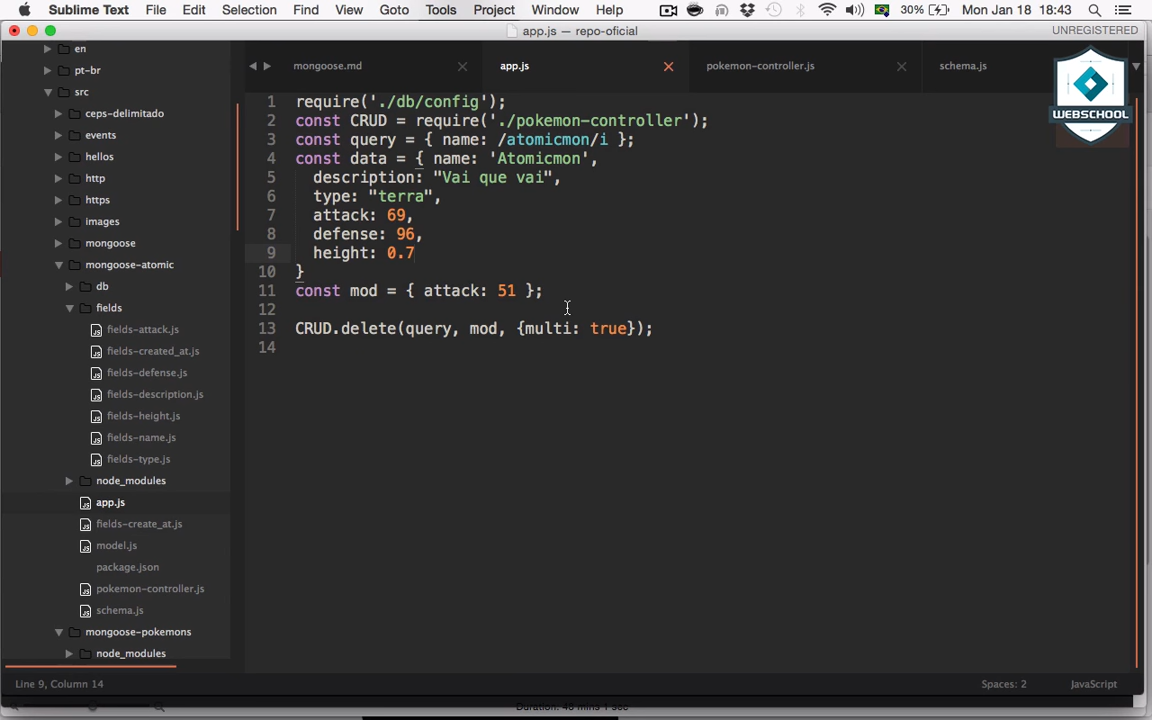 Sublime Text File Edit Selection Find View Goto Tools Project Window Help 30% Mon Jan 18 18:43
app.js — repo-oficial UNREGISTERED
en
pt-br
src
ceps-delimitado
events
hellos
http
https
images
mongoose
mongoose-atomic
db
fields
fields-attack.js
fields-created_at.js
fields-defense.js
fields-description.js
fields-height.js
fields-name.js
fields-type.js
node_modules
app.js
fields-create_at.js
model.js
package.json
pokemon-controller.js
schema.js
mongoose-pokemons
node_modules
mongoose.md app.js pokemon-controller.js schema.js
WEBSCHOOL
1 require('./db/config');
2 const CRUD = require('./pokemon-controller');
3 const query = { name: /atomicmon/i };
4 const data = { name: 'Atomicmon',
5 description: "Vai que vai",
6 type: "terra",
7 attack: 69,
8 defense: 96,
9 height: 0.7
10 }
11 const mod = { attack: 51 };
12
13 CRUD.delete(query, mod, {multi: true});
14
Line 9, Column 14 Spaces: 2 JavaScript
Duration: 48 mins 1 sec